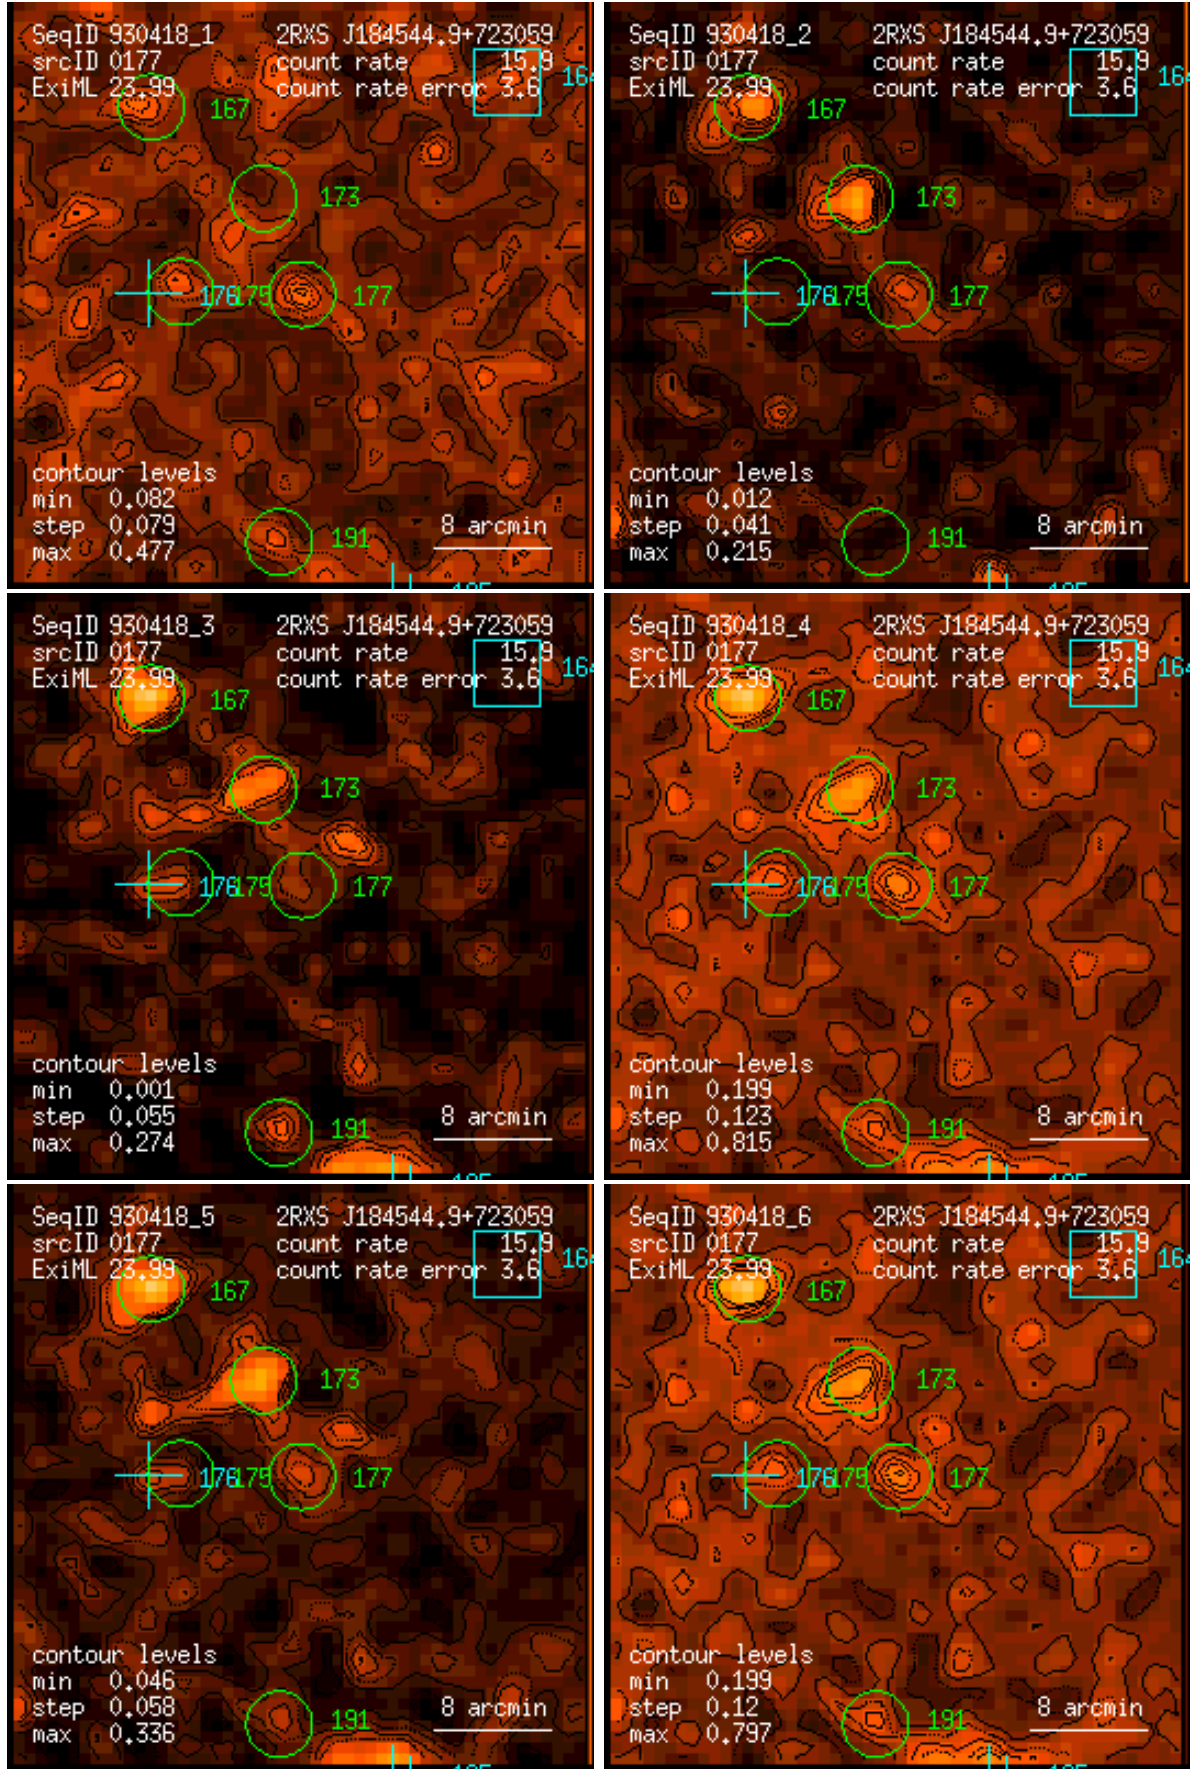 SeqID 930418_1 2RXS J184544.9+723059
srcID 0177 count rate 15.9 164
ExiML 23.99 count rate error 3.6
167
173
176 175 177
contour levels
min 0.082
step 0.079
max 0.477
191 8 arcmin
SeqID 930418_2 2RXS J184544.9+723059
srcID 0177 count rate 15.9 164
ExiML 23.99 count rate error 3.6
167
173
176 175 177
contour levels
min 0.012
step 0.041
max 0.215
191 8 arcmin
SeqID 930418_3 2RXS J184544.9+723059
srcID 0177 count rate 15.9 164
ExiML 23.99 count rate error 3.6
167
173
176 175 177
contour levels
min 0.001
step 0.055
max 0.274
191 8 arcmin
SeqID 930418_4 2RXS J184544.9+723059
srcID 0177 count rate 15.9 164
ExiML 23.99 count rate error 3.6
167
173
176 175 177
contour levels
min 0.199
step 0.123
max 0.815
191 8 arcmin
SeqID 930418_5 2RXS J184544.9+723059
srcID 0177 count rate 15.9 164
ExiML 23.99 count rate error 3.6
167
173
176 175 177
contour levels
min 0.046
step 0.058
max 0.336
191 8 arcmin
SeqID 930418_6 2RXS J184544.9+723059
srcID 0177 count rate 15.9 164
ExiML 23.99 count rate error 3.6
167
173
176 175 177
contour levels
min 0.199
step 0.12
max 0.797
191 8 arcmin